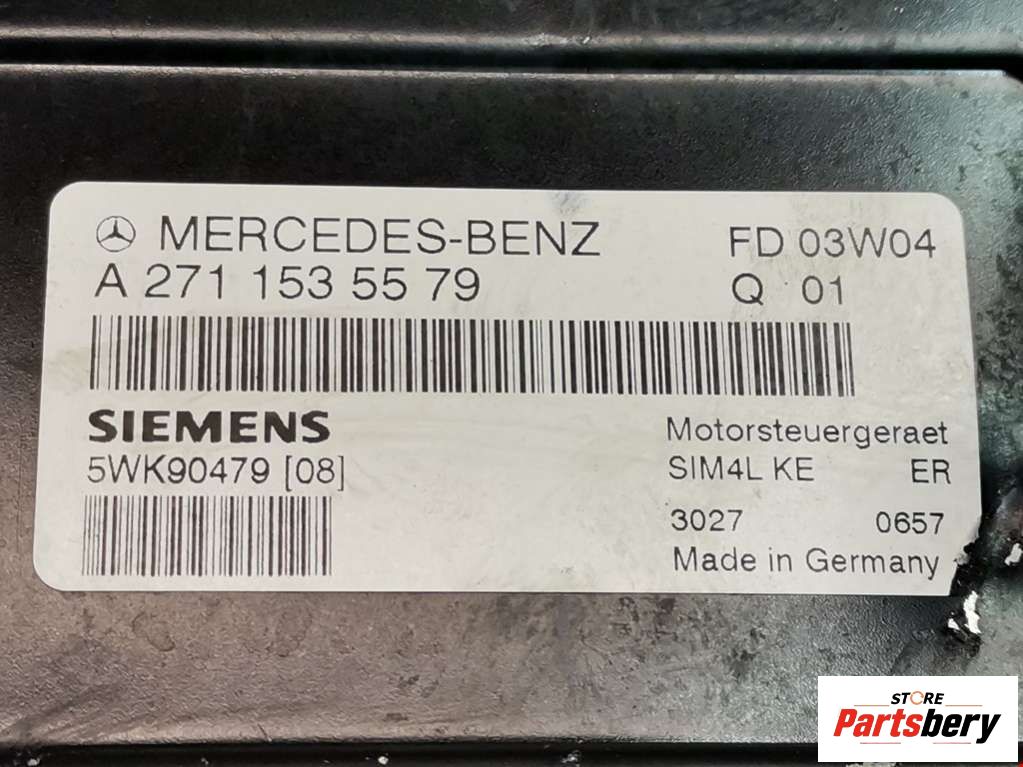 MERCEDES-BENZ FD 03W04
A 271 153 55 79 Q 01
SIEMENS Motorsteuergeraet
5WK90479 [08] SIM4L KE ER
3027 0657
Made in Germany
STORE
Partsbery